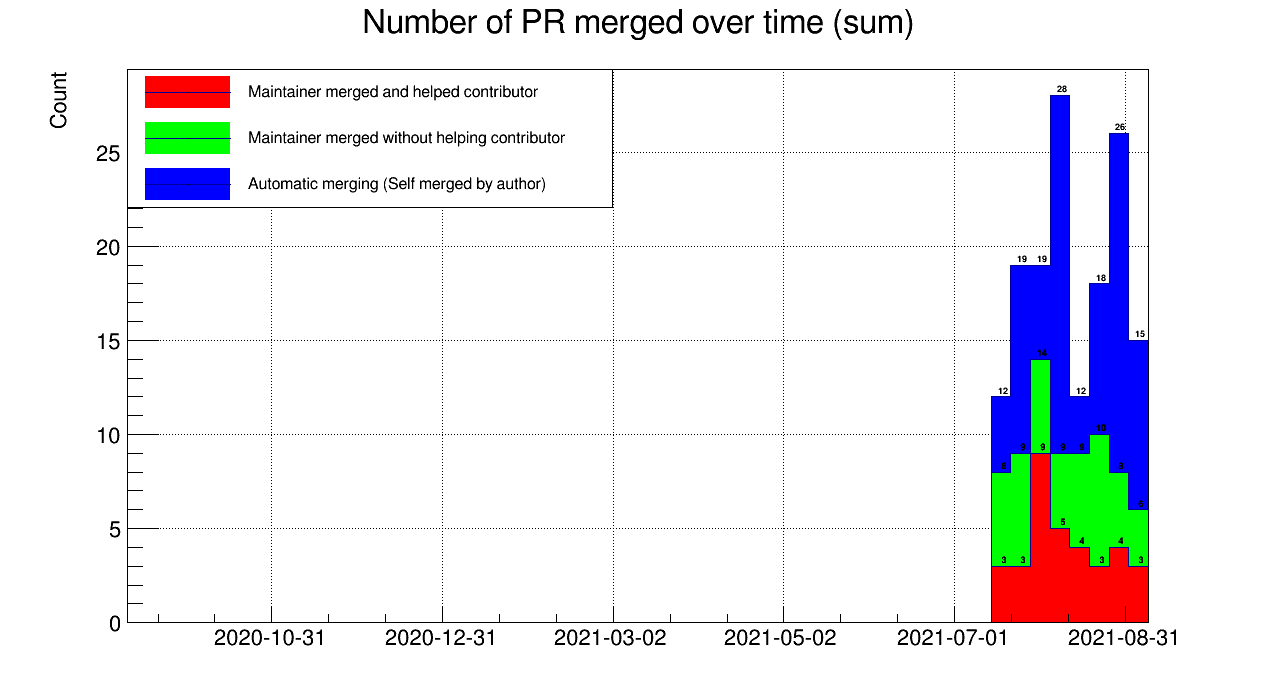 Number of PR merged over time (sum)
Count
Maintainer merged and helped contributor
Maintainer merged without helping contributor
Automatic merging (Self merged by author)
28
26
25
20
19 19
18
15
15
14
12 12
10
10
9 9 9 9
8 8
6
5
5
4 4
3 3 3 3
0
2020-10-31 2020-12-31 2021-03-02 2021-05-02 2021-07-01 2021-08-31